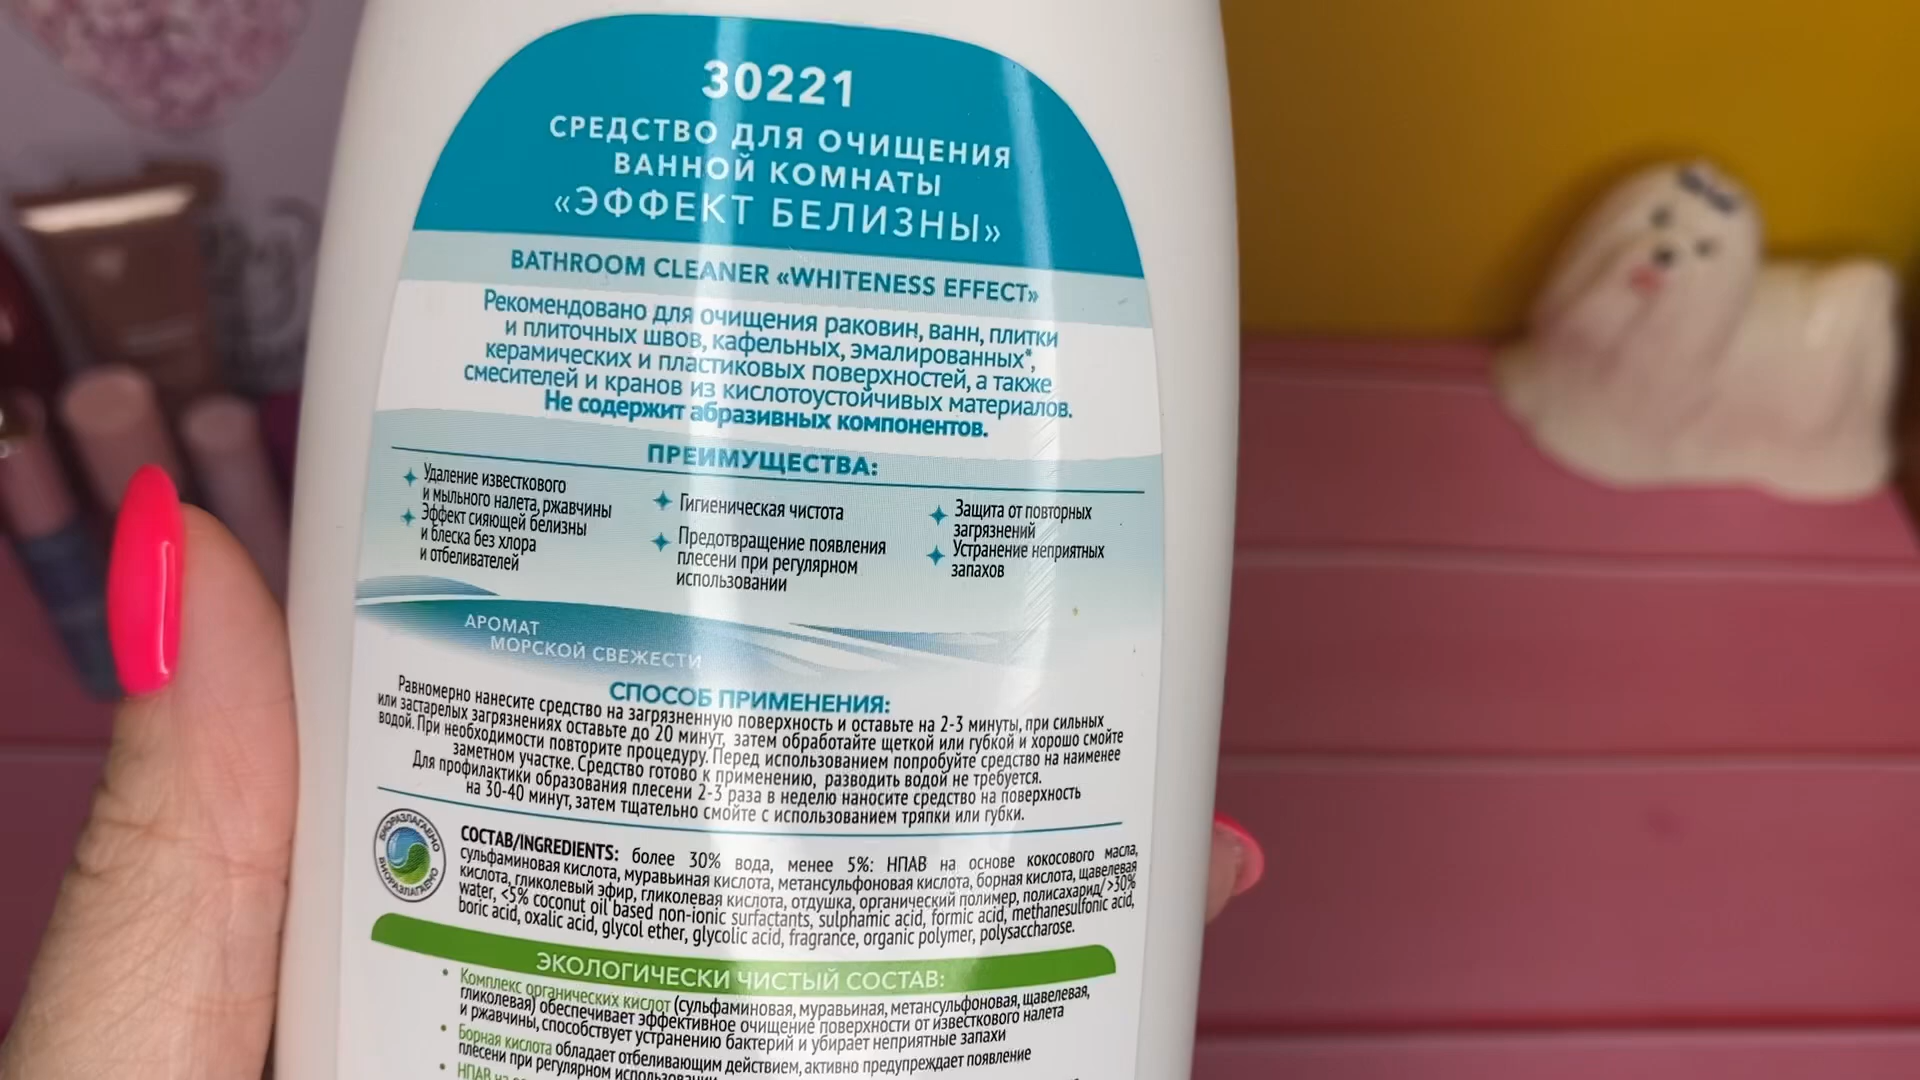 30221
СРЕДСТВО ДЛЯ ОЧИЩЕНИЯ
ВАННОЙ КОМНАТЫ
«ЭФФЕКТ БЕЛИЗНЫ»
BATHROOM CLEANER «WHITENESS EFFECT»
Рекомендовано для очищения раковин, ванн, плитки
и плиточных швов, кафельных, эмалированных*,
керамических и пластиковых поверхностей, а также
смесителей и кранов из кислотоустойчивых материалов.
Не содержит абразивных компонентов.
ПРЕИМУЩЕСТВА:
Удаление известкового
и мыльного налета, ржавчины
Эффект сияющей белизны
и блеска без хлора
и отбеливателей
Гигиеническая чистота
Предотвращение появления
плесени при регулярном
использовании
Защита от повторных
загрязнений
Устранение неприятных
запахов
АРОМАТ
МОРСКОЙ СВЕЖЕСТИ
СПОСОБ ПРИМЕНЕНИЯ:
Равномерно нанесите средство на загрязненную поверхность и оставьте на 2-3 минуты, при сильных
или застарелых загрязнениях оставьте до 20 минут, затем обработайте щеткой или губкой и хорошо смойте
водой. При необходимости повторите процедуру. Перед использованием попробуйте средство на наименее
заметном участке. Средство готово к применению, разводить водой не требуется.
Для профилактики образования плесени 2-3 раза в неделю наносите средство на поверхность
на 30-40 минут, затем тщательно смойте с использованием тряпки или губки.
БИОРАЗЛАГАЕМО
БИОРАЗЛАГАЕМО
СОСТАВ/INGREDIENTS: более 30% вода, менее 5%: НПАВ на основе кокосового масла,
сульфаминовая кислота, муравьиная кислота, метансульфоновая кислота, борная кислота, щавелевая
кислота, гликолевый эфир, гликолевая кислота, отдушка, органический полимер, полисахарид/>30%
water, <5% coconut oil based non-ionic surfactants, sulphamic acid, formic acid, methanesulfonic acid,
boric acid, oxalic acid, glycol ether, glycolic acid, fragrance, organic polymer, polysaccharose.
ЭКОЛОГИЧЕСКИ ЧИСТЫЙ СОСТАВ:
• Комплекс органических кислот (сульфаминовая, муравьиная, метансульфоновая, щавелевая,
гликолевая) обеспечивает эффективное очищение поверхности от известкового налета
и ржавчины, способствует устранению бактерий и убирает неприятные запахи
• Борная кислота обладает отбеливающим действием, активно предупреждает появление
плесени при регулярном использовании
• НПАВ на